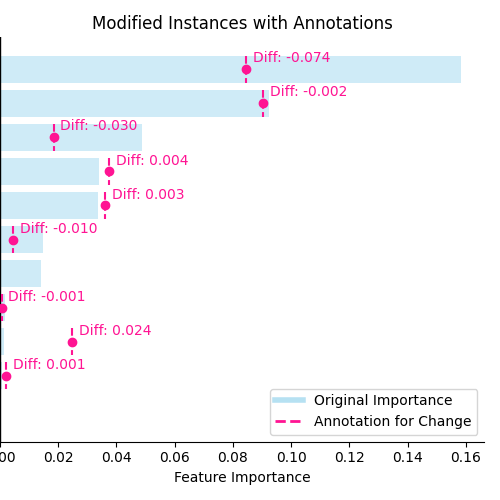 Modified Instances with Annotations
Diff: -0.074
Diff: -0.002
Diff: -0.030
Diff: 0.004
Diff: 0.003
Diff: -0.010
Diff: -0.001
Diff: 0.024
Diff: 0.001
Original Importance
Annotation for Change
00 0.02 0.04 0.06 0.08 0.10 0.12 0.14 0.16
Feature Importance